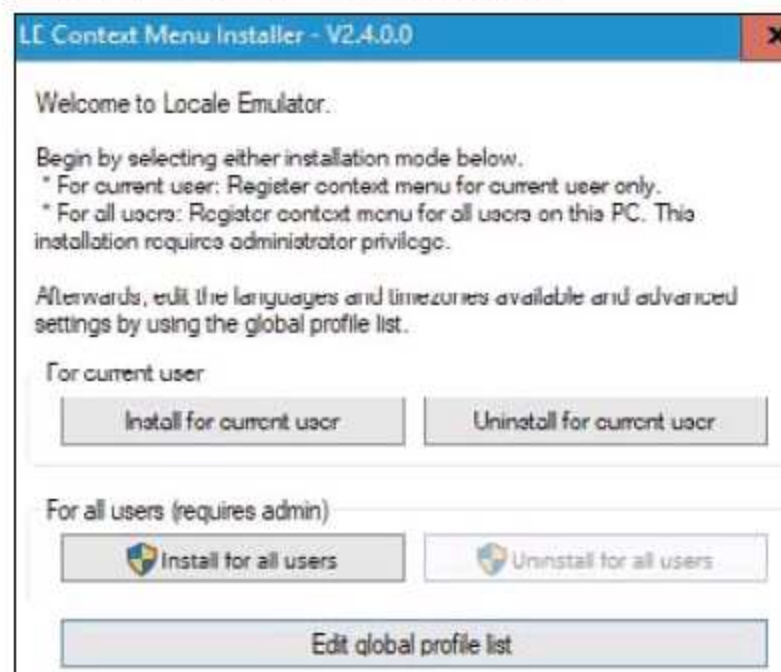 LE Context Menu Installer - V2.4.0.0
Welcome to Locale Emulator.
Begin by selecting either installation mode below.
* For current user: Register context menu for current user only.
* For all users: Register context menu for all users on this PC. This
installation requires administrator privilege.
Afterwards, edit the languages and timezones available and advanced
settings by using the global profile list.
For current user
Install for current user
Uninstall for current user
For all users (requires admin)
Install for all users
Uninstall for all users
Edit global profile list